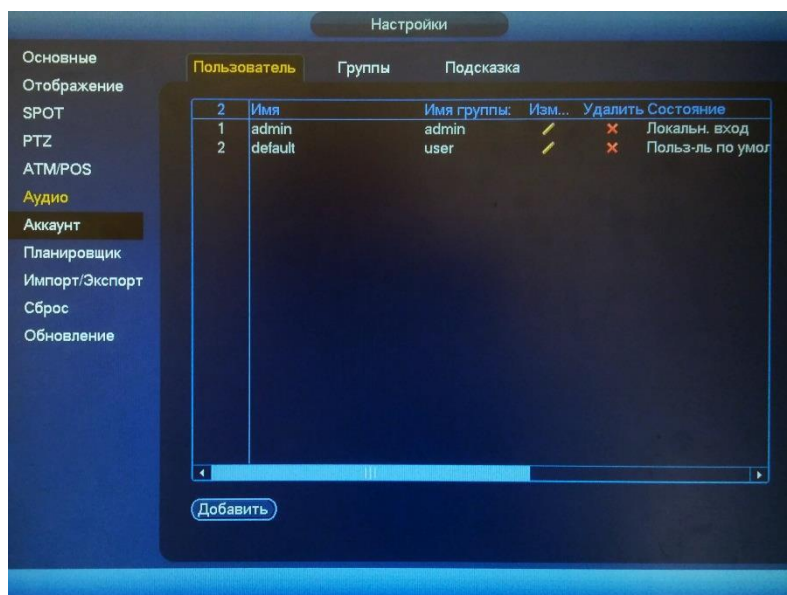 Настройки
Основные
Отображение
SPOT
PTZ
ATM/POS
Аудио
Аккаунт
Планировщик
Импорт/Экспорт
Сброс
Обновление
Пользователь Группы Подсказка
2 Имя Имя группы: Изм... Удалить Состояние
1 admin admin Локальн. вход
2 default user Польз-ль по умол
Добавить